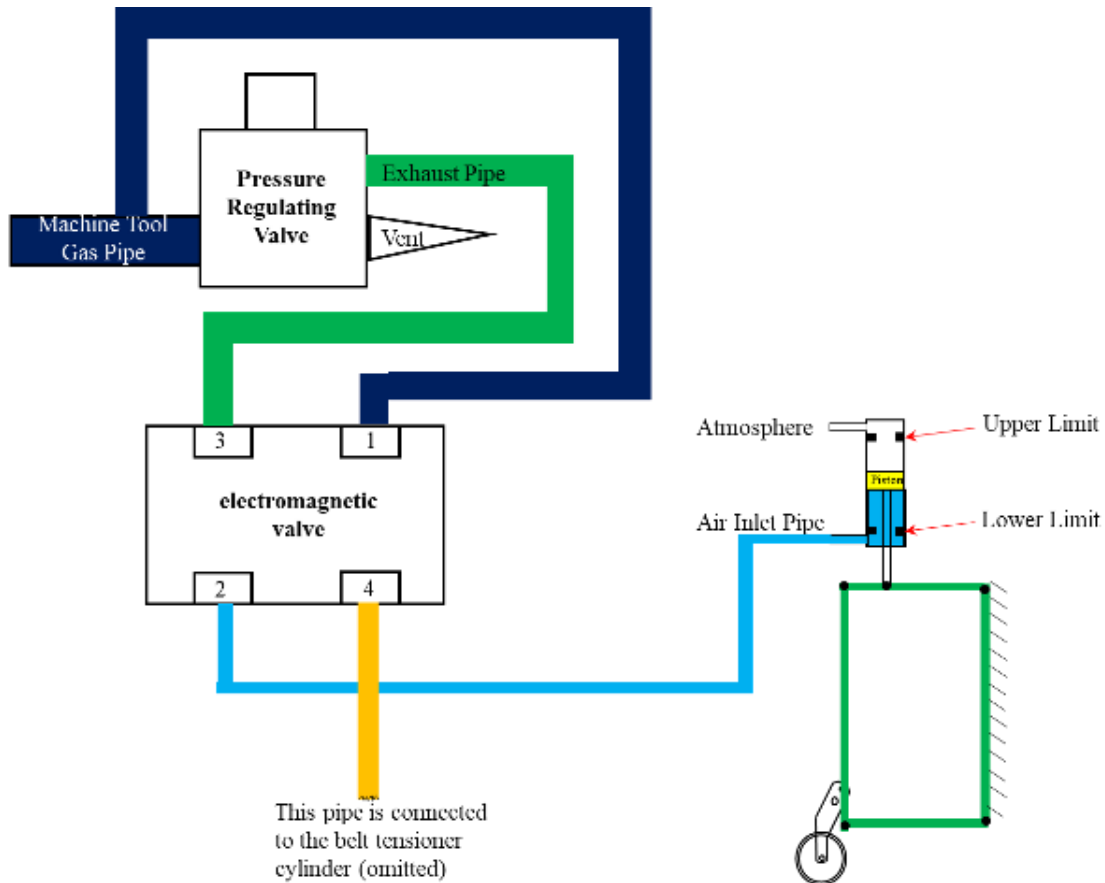 Pressure
Regulating
Valve
Exhaust Pipe
Machine Tool
Gas Pipe
Vent
3
1
electromagnetic
valve
2
4
Atmosphere
Upper Limit
Piston
Air Inlet Pipe
Lower Limit
This pipe is connected
to the belt tensioner
cylinder (omitted)